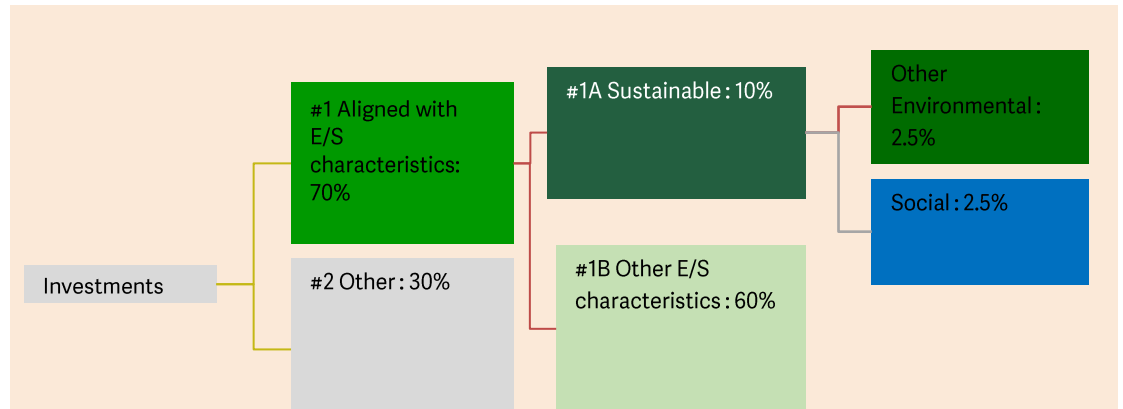 Investments
#1 Aligned with
E/S
characteristics:
70%
#2 Other : 30%
#1A Sustainable : 10%
#1B Other E/S
characteristics : 60%
Other
Environmental :
2.5%
Social : 2.5%